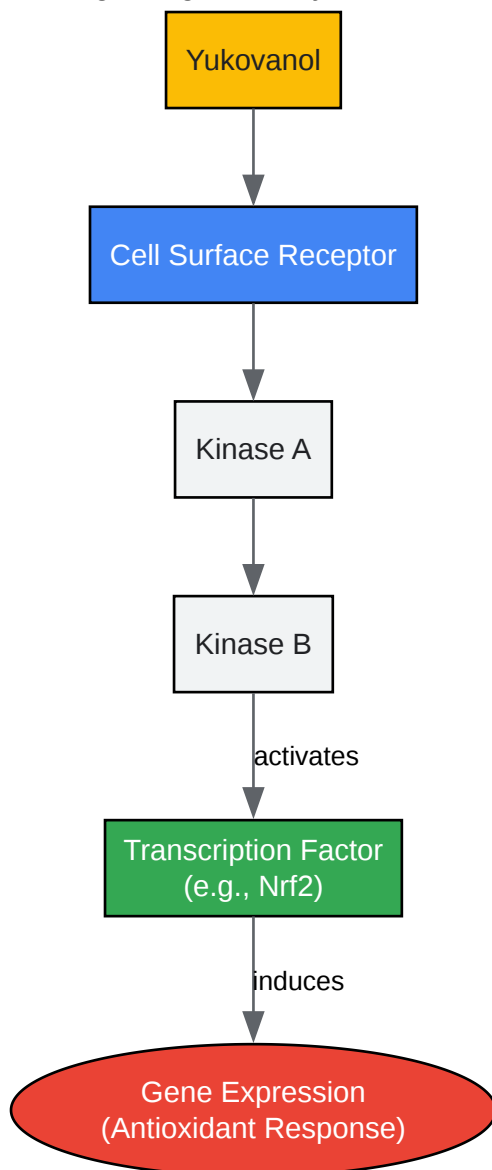 Yukovanol
Cell Surface Receptor
Kinase A
Kinase B
activates
Transcription Factor
(e.g., Nrf2)
induces
Gene Expression
(Antioxidant Response)